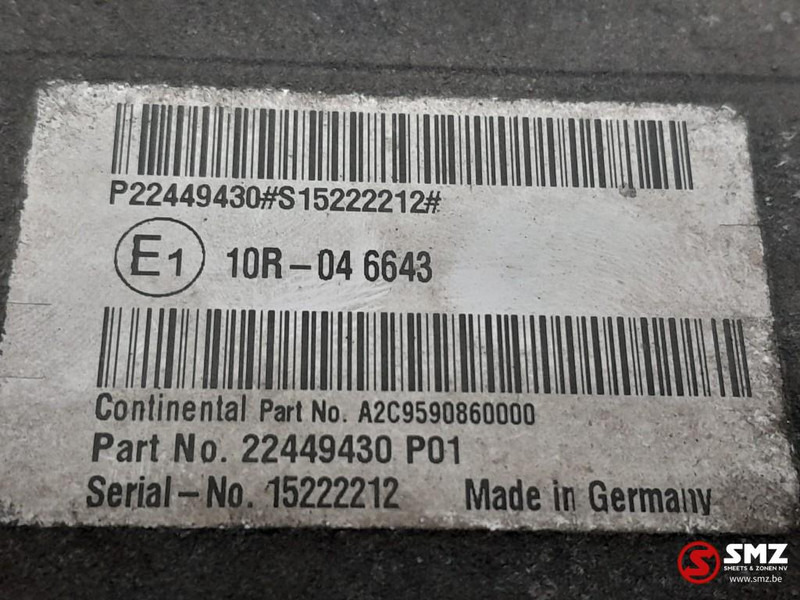 P22449430#S15222212#
E1 10R-04 6643
Continental Part No. A2C9590860000
Part No. 22449430 P01
Serial-No. 15222212 Made in Germany
SMZ
SMEETS & ZONEN NV
www.smz.be